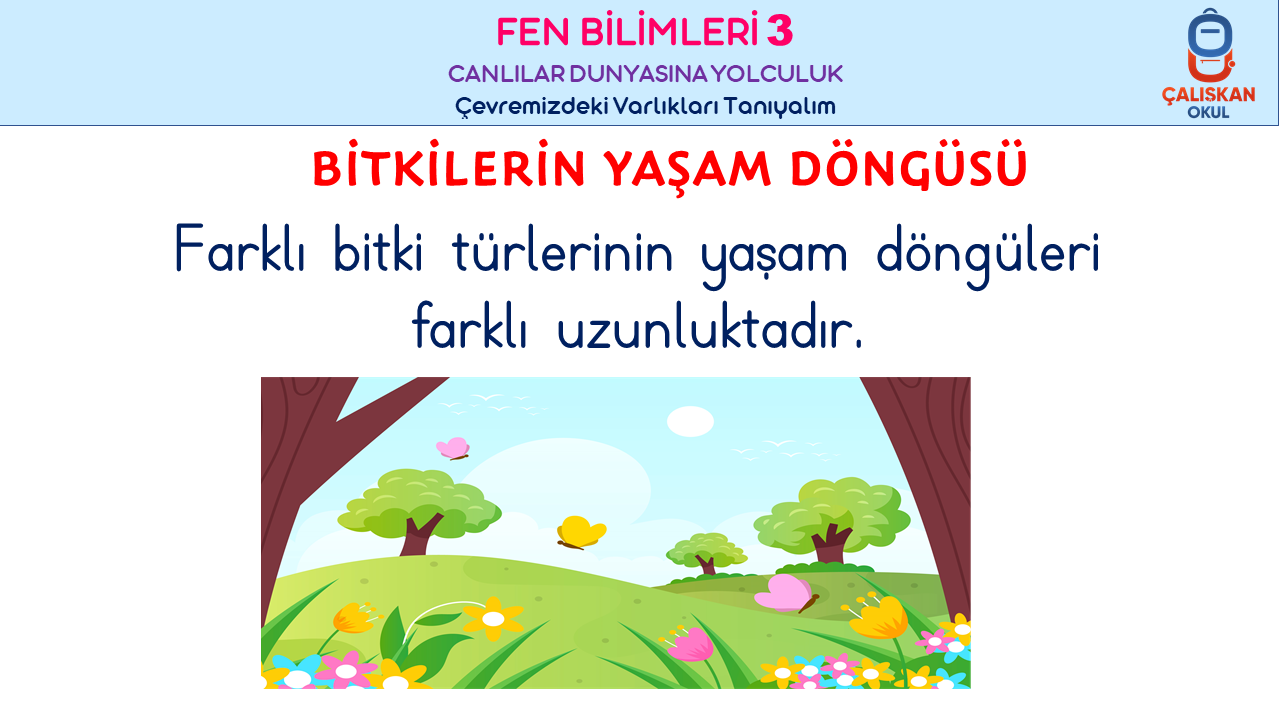 FEN BİLİMLERİ 3
CANLILAR DUNYASINA YOLCULUK
Çevremizdeki Varlıkları Tanıyalım
ÇALIŞKAN
OKUL
BİTKİLERİN YAŞAM DÖNGÜSÜ
Farklı bitki türlerinin yaşam döngüleri
farklı uzunluktadır.